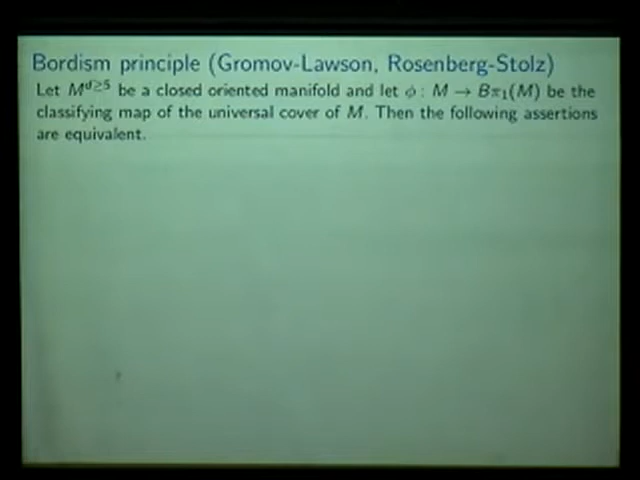 Bordism principle (Gromov-Lawson, Rosenberg-Stolz)
Let M^{d≥5} be a closed oriented manifold and let ϕ : M → Bπ₁(M) be the
classifying map of the universal cover of M. Then the following assertions
are equivalent.